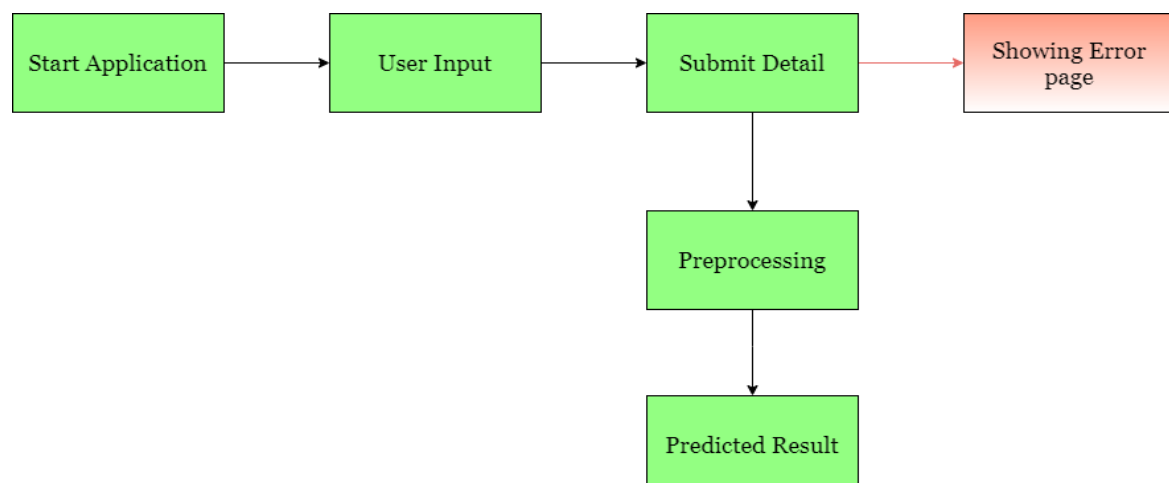 Start Application
User Input
Submit Detail
Showing Error
page
Preprocessing
Predicted Result